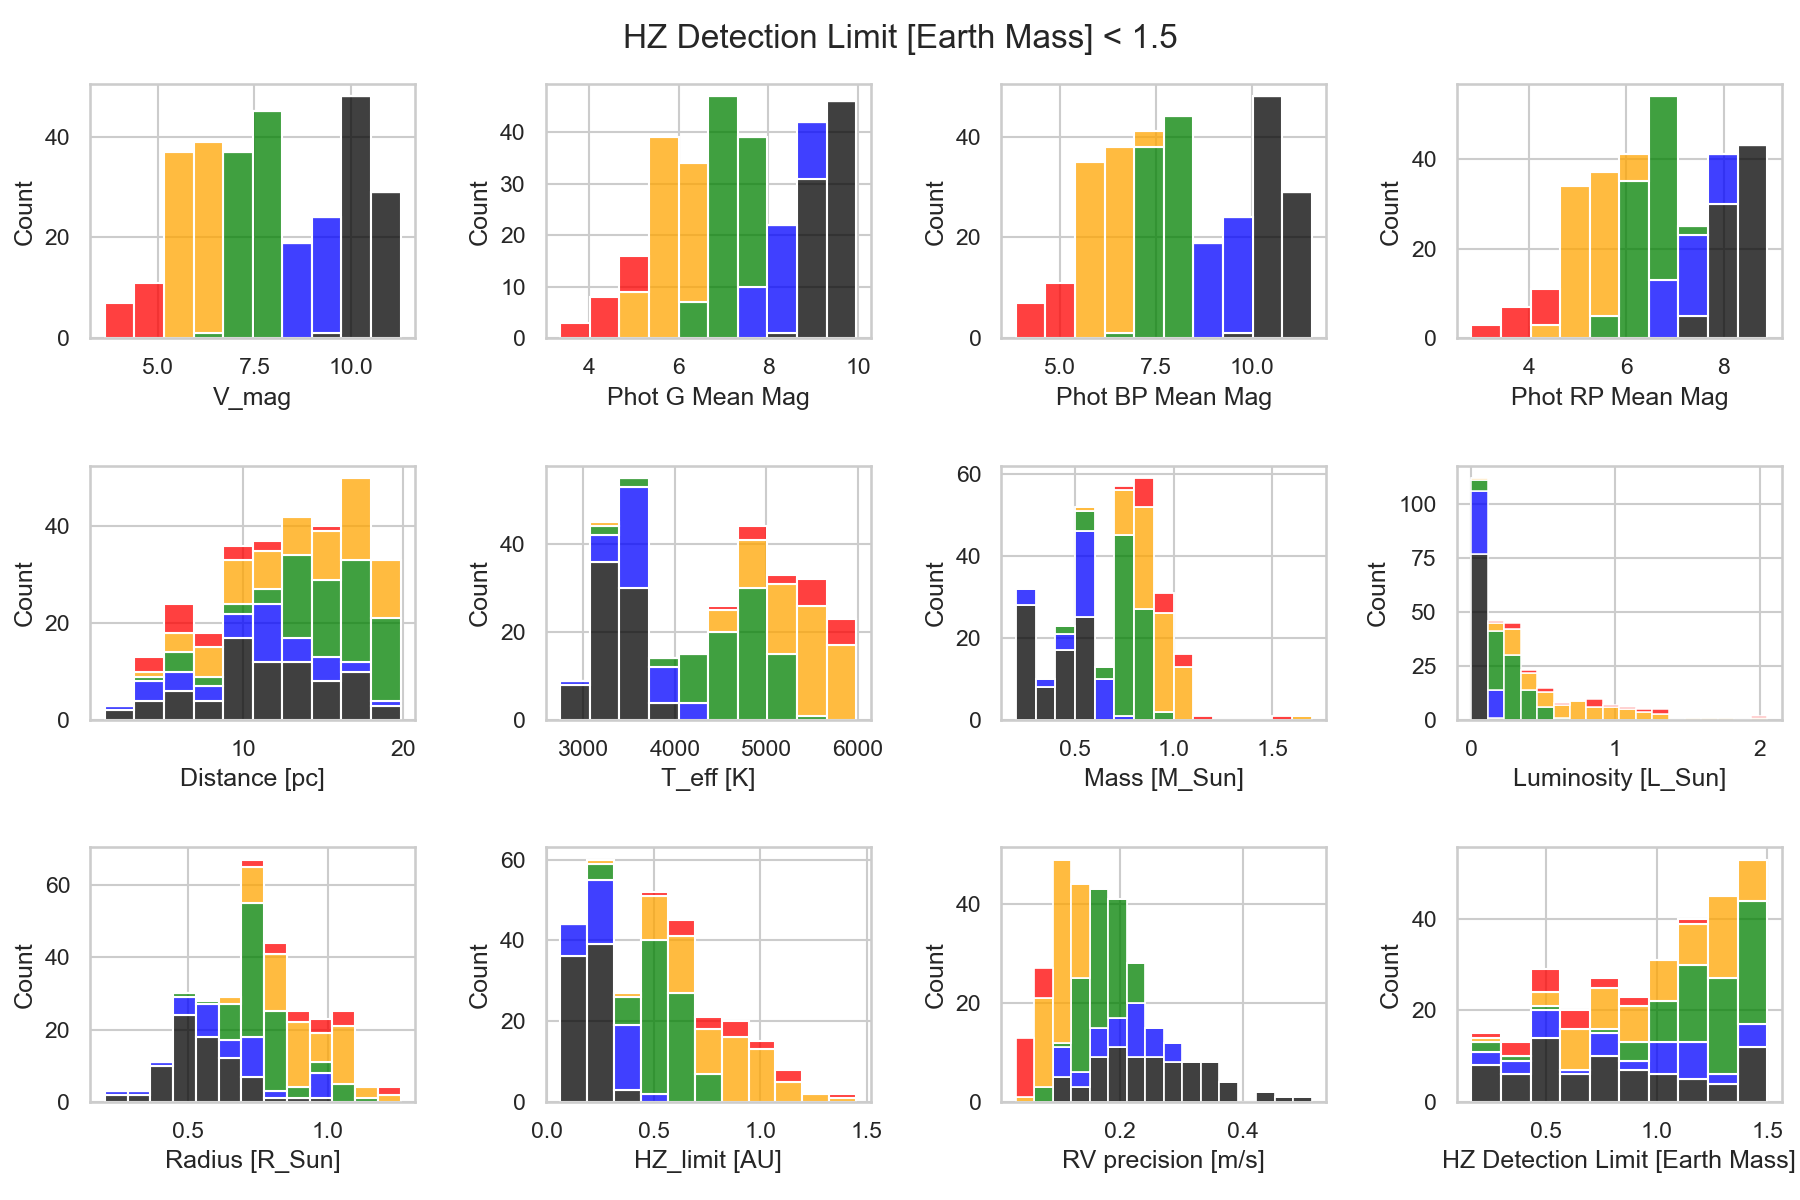 HZ Detection Limit [Earth Mass] < 1.5
Count
40
20
0
5.0 7.5 10.0
V_mag
Count
40
30
20
10
0
4 6 8 10
Phot G Mean Mag
Count
40
20
0
5.0 7.5 10.0
Phot BP Mean Mag
Count
40
20
0
4 6 8
Phot RP Mean Mag
Count
40
20
0
10 20
Distance [pc]
Count
40
20
0
3000 4000 5000 6000
T_eff [K]
Count
60
40
20
0
0.5 1.0 1.5
Mass [M_Sun]
Count
100
75
50
25
0
0 1 2
Luminosity [L_Sun]
Count
60
40
20
0
0.5 1.0
Radius [R_Sun]
Count
60
40
20
0
0.0 0.5 1.0 1.5
HZ_limit [AU]
Count
40
20
0
0.2 0.4
RV precision [m/s]
Count
40
20
0
0.5 1.0 1.5
HZ Detection Limit [Earth Mass]